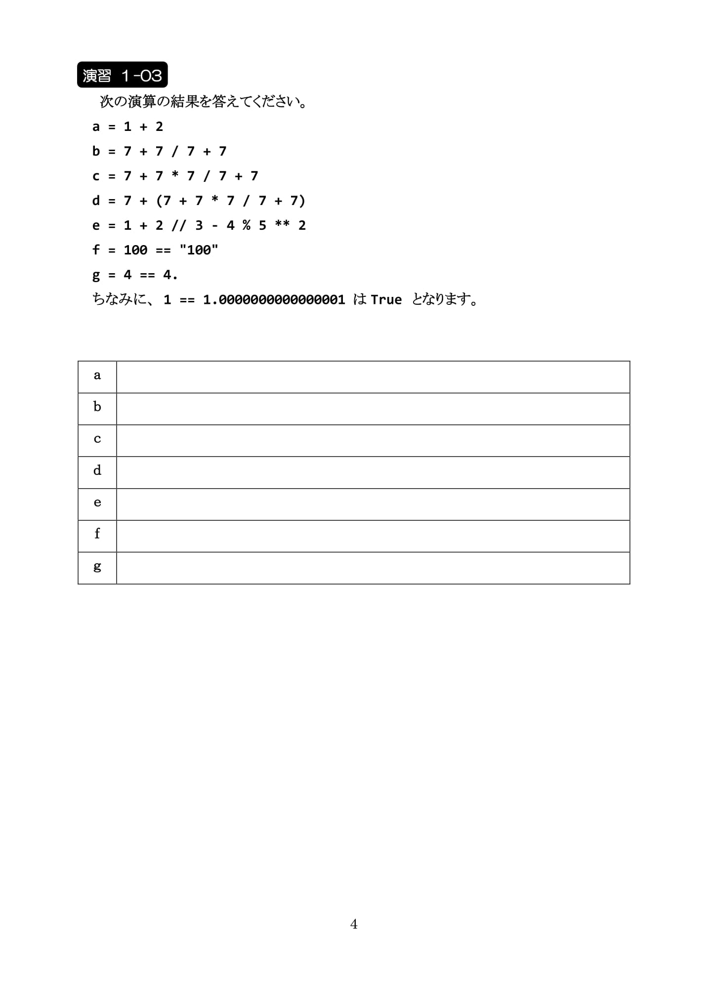 演習 1-03
次の演算の結果を答えてください。
a = 1 + 2
b = 7 + 7 / 7 + 7
c = 7 + 7 * 7 / 7 + 7
d = 7 + (7 + 7 * 7 / 7 + 7)
e = 1 + 2 // 3 - 4 % 5 ** 2
f = 100 == "100"
g = 4 == 4.
ちなみに、 1 == 1.0000000000000001 は True となります。
a
b
c
d
e
f
g
4